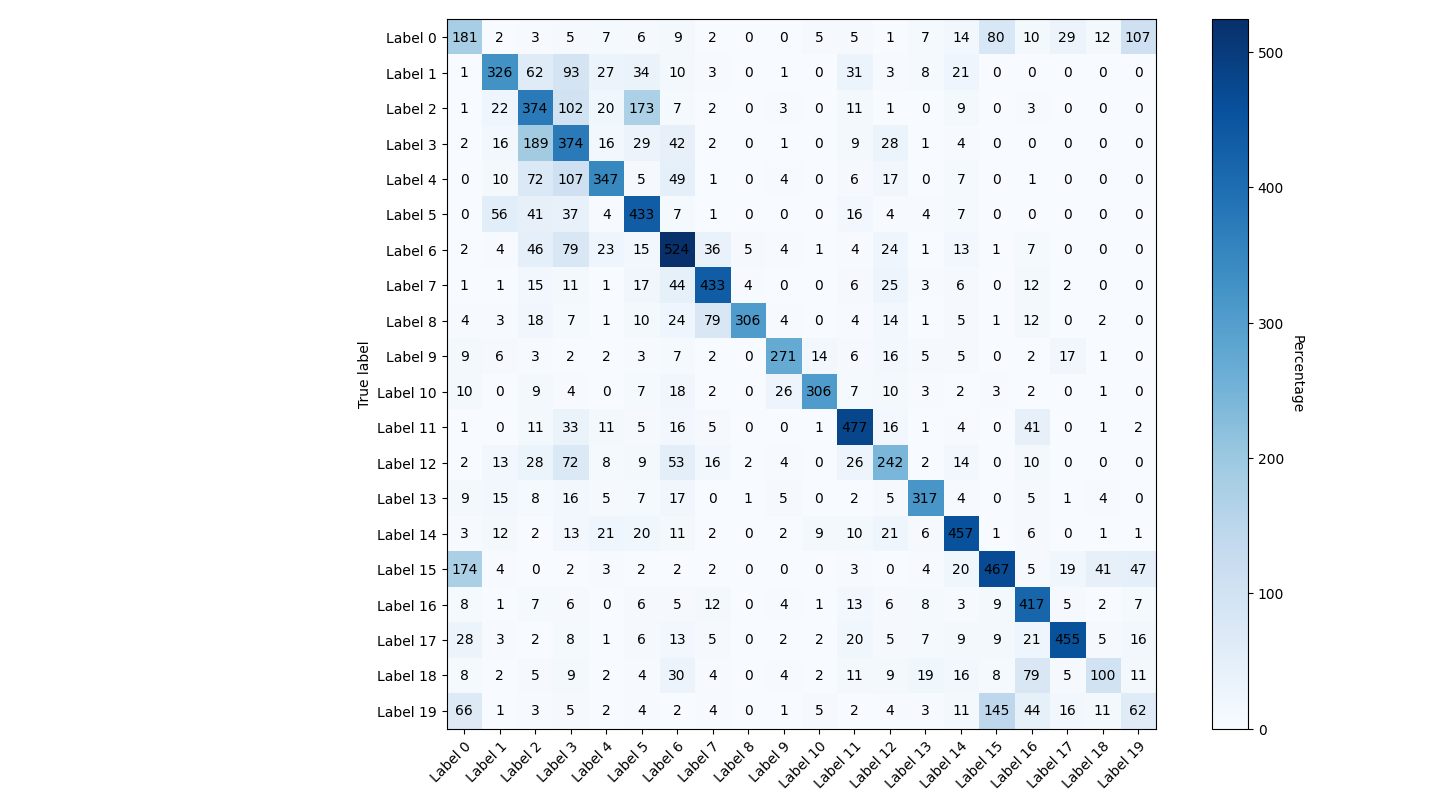 Label 0 181 2 3 5 7 6 9 2 0 0 5 5 1 7 14 80 10 29 12 107
Label 1 1 326 62 93 27 34 10 3 0 1 0 31 3 8 21 0 0 0 0 0
Label 2 1 22 374 102 20 173 7 2 0 3 0 11 1 0 9 0 3 0 0 0
Label 3 2 16 189 374 16 29 42 2 0 1 0 9 28 1 4 0 0 0 0 0
Label 4 0 10 72 107 347 5 49 1 0 4 0 6 17 0 7 0 1 0 0 0
Label 5 0 56 41 37 4 433 7 1 0 0 0 16 4 4 7 0 0 0 0 0
Label 6 2 4 46 79 23 15 524 36 5 4 1 4 24 1 13 1 7 0 0 0
Label 7 1 1 15 11 1 17 44 433 4 0 0 6 25 3 6 0 12 2 0 0
Label 8 4 3 18 7 1 10 24 79 306 4 0 4 14 1 5 1 12 0 2 0
Label 9 9 6 3 2 2 3 7 2 0 271 14 6 16 5 5 0 2 17 1 0
Label 10 10 0 9 4 0 7 18 2 0 26 306 7 10 3 2 3 2 0 1 0
Label 11 1 0 11 33 11 5 16 5 0 0 1 477 16 1 4 0 41 0 1 2
Label 12 2 13 28 72 8 9 53 16 2 4 0 26 242 2 14 0 10 0 0 0
Label 13 9 15 8 16 5 7 17 0 1 5 0 2 5 317 4 0 5 1 4 0
Label 14 3 12 2 13 21 20 11 2 0 2 9 10 21 6 457 1 6 0 1 1
Label 15 174 4 0 2 3 2 2 2 0 0 0 3 0 4 20 467 5 19 41 47
Label 16 8 1 7 6 0 6 5 12 0 4 1 13 6 8 3 9 417 5 2 7
Label 17 28 3 2 8 1 6 13 5 0 2 2 20 5 7 9 9 21 455 5 16
Label 18 8 2 5 9 2 4 30 4 0 4 2 11 9 19 16 8 79 5 100 11
Label 19 66 1 3 5 2 4 2 4 0 1 5 2 4 3 11 145 44 16 11 62
Label 0 Label 1 Label 2 Label 3 Label 4 Label 5 Label 6 Label 7 Label 8 Label 9 Label 10 Label 11 Label 12 Label 13 Label 14 Label 15 Label 16 Label 17 Label 18 Label 19
True label
500
400
300
200
100
0
Percentage